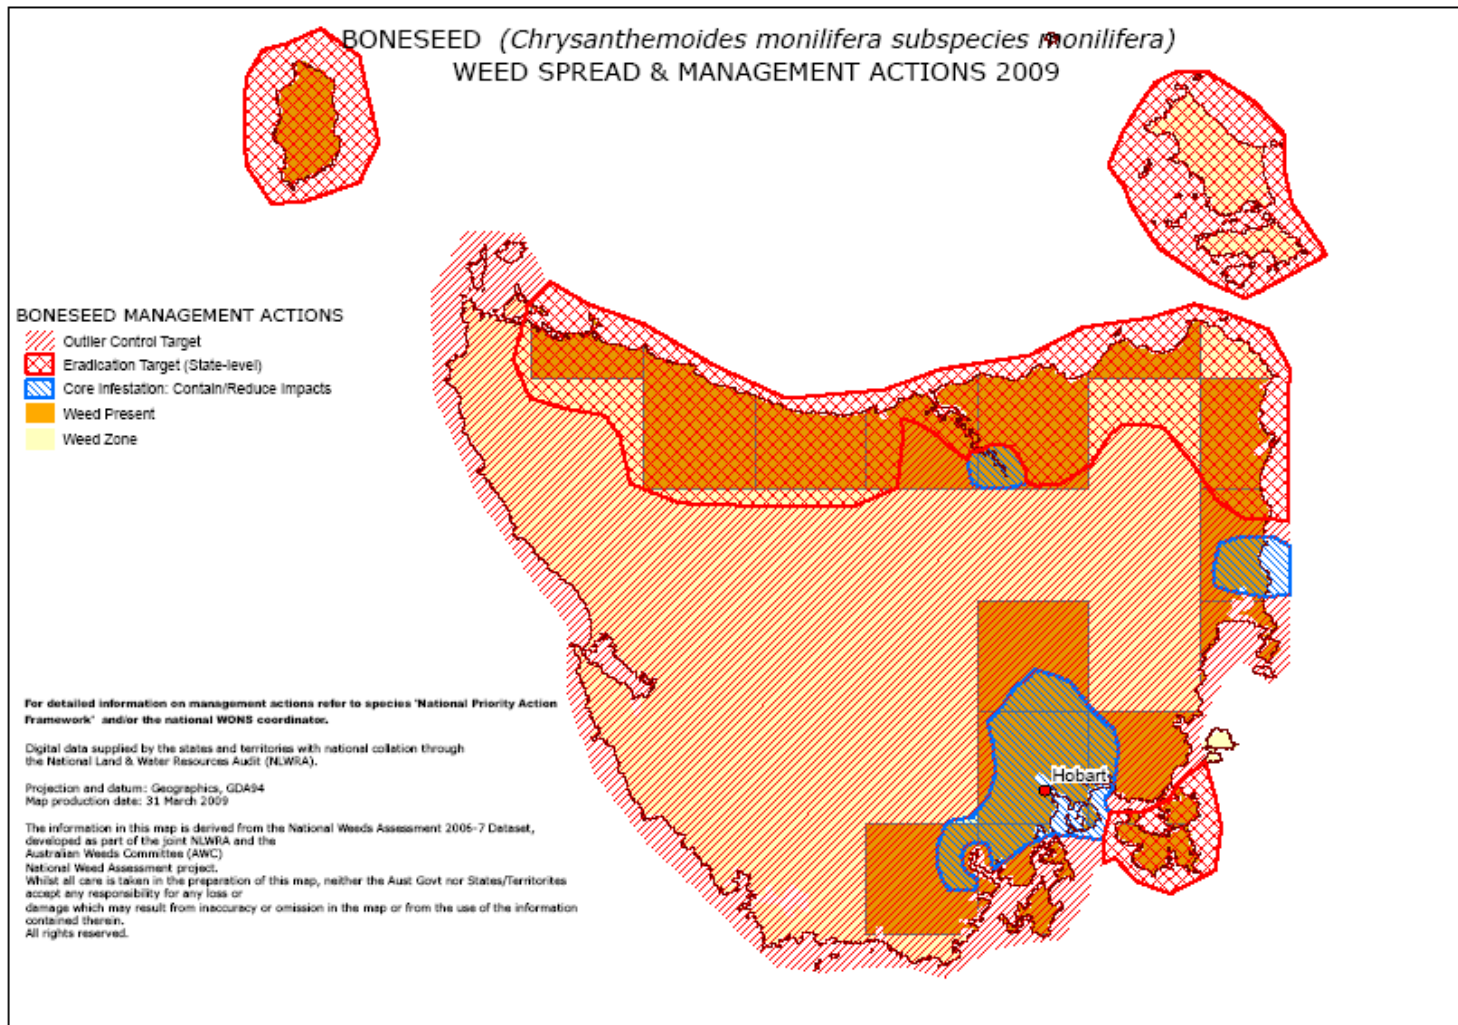 BONESEED (Chrysanthemoides monilifera subspecies monilifera)
WEED SPREAD & MANAGEMENT ACTIONS 2009
BONESEED MANAGEMENT ACTIONS
Outlier Control Target
Eradication Target (State-level)
Core Infestation: Contain/Reduce Impacts
Weed Present
Weed Zone
Hobart
For detailed information on management actions refer to species 'National Priority Action
Framework' and/or the national WONS coordinator.
Digital data supplied by the states and territories with national collation through
the National Land & Water Resources Audit (NLWRA).
Projection and datum: Geographics, GDA94
Map production date: 31 March 2009
The information in this map is derived from the National Weeds Assessment 2006-7 Dataset,
developed as part of the joint NLWRA and the
Australian Weeds Committee (AWC)
National Weed Assessment project.
Whilst all care is taken in the preparation of this map, neither the Aust Govt nor States/Territorites
accept any responsibility for any loss or
damage which may result from inaccuracy or omission in the map or from the use of the information
contained therein.
All rights reserved.